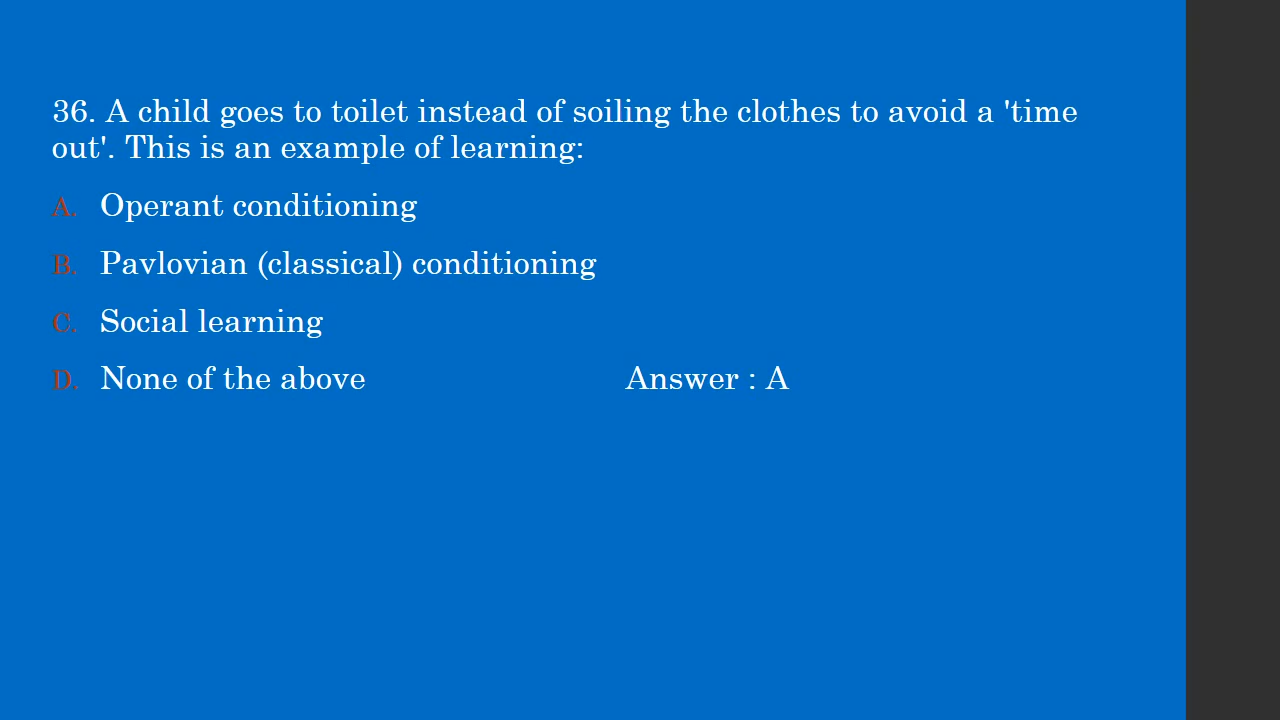 36. A child goes to toilet instead of soiling the clothes to avoid a 'time
out'. This is an example of learning:
A. Operant conditioning
B. Pavlovian (classical) conditioning
C. Social learning
D. None of the above Answer : A